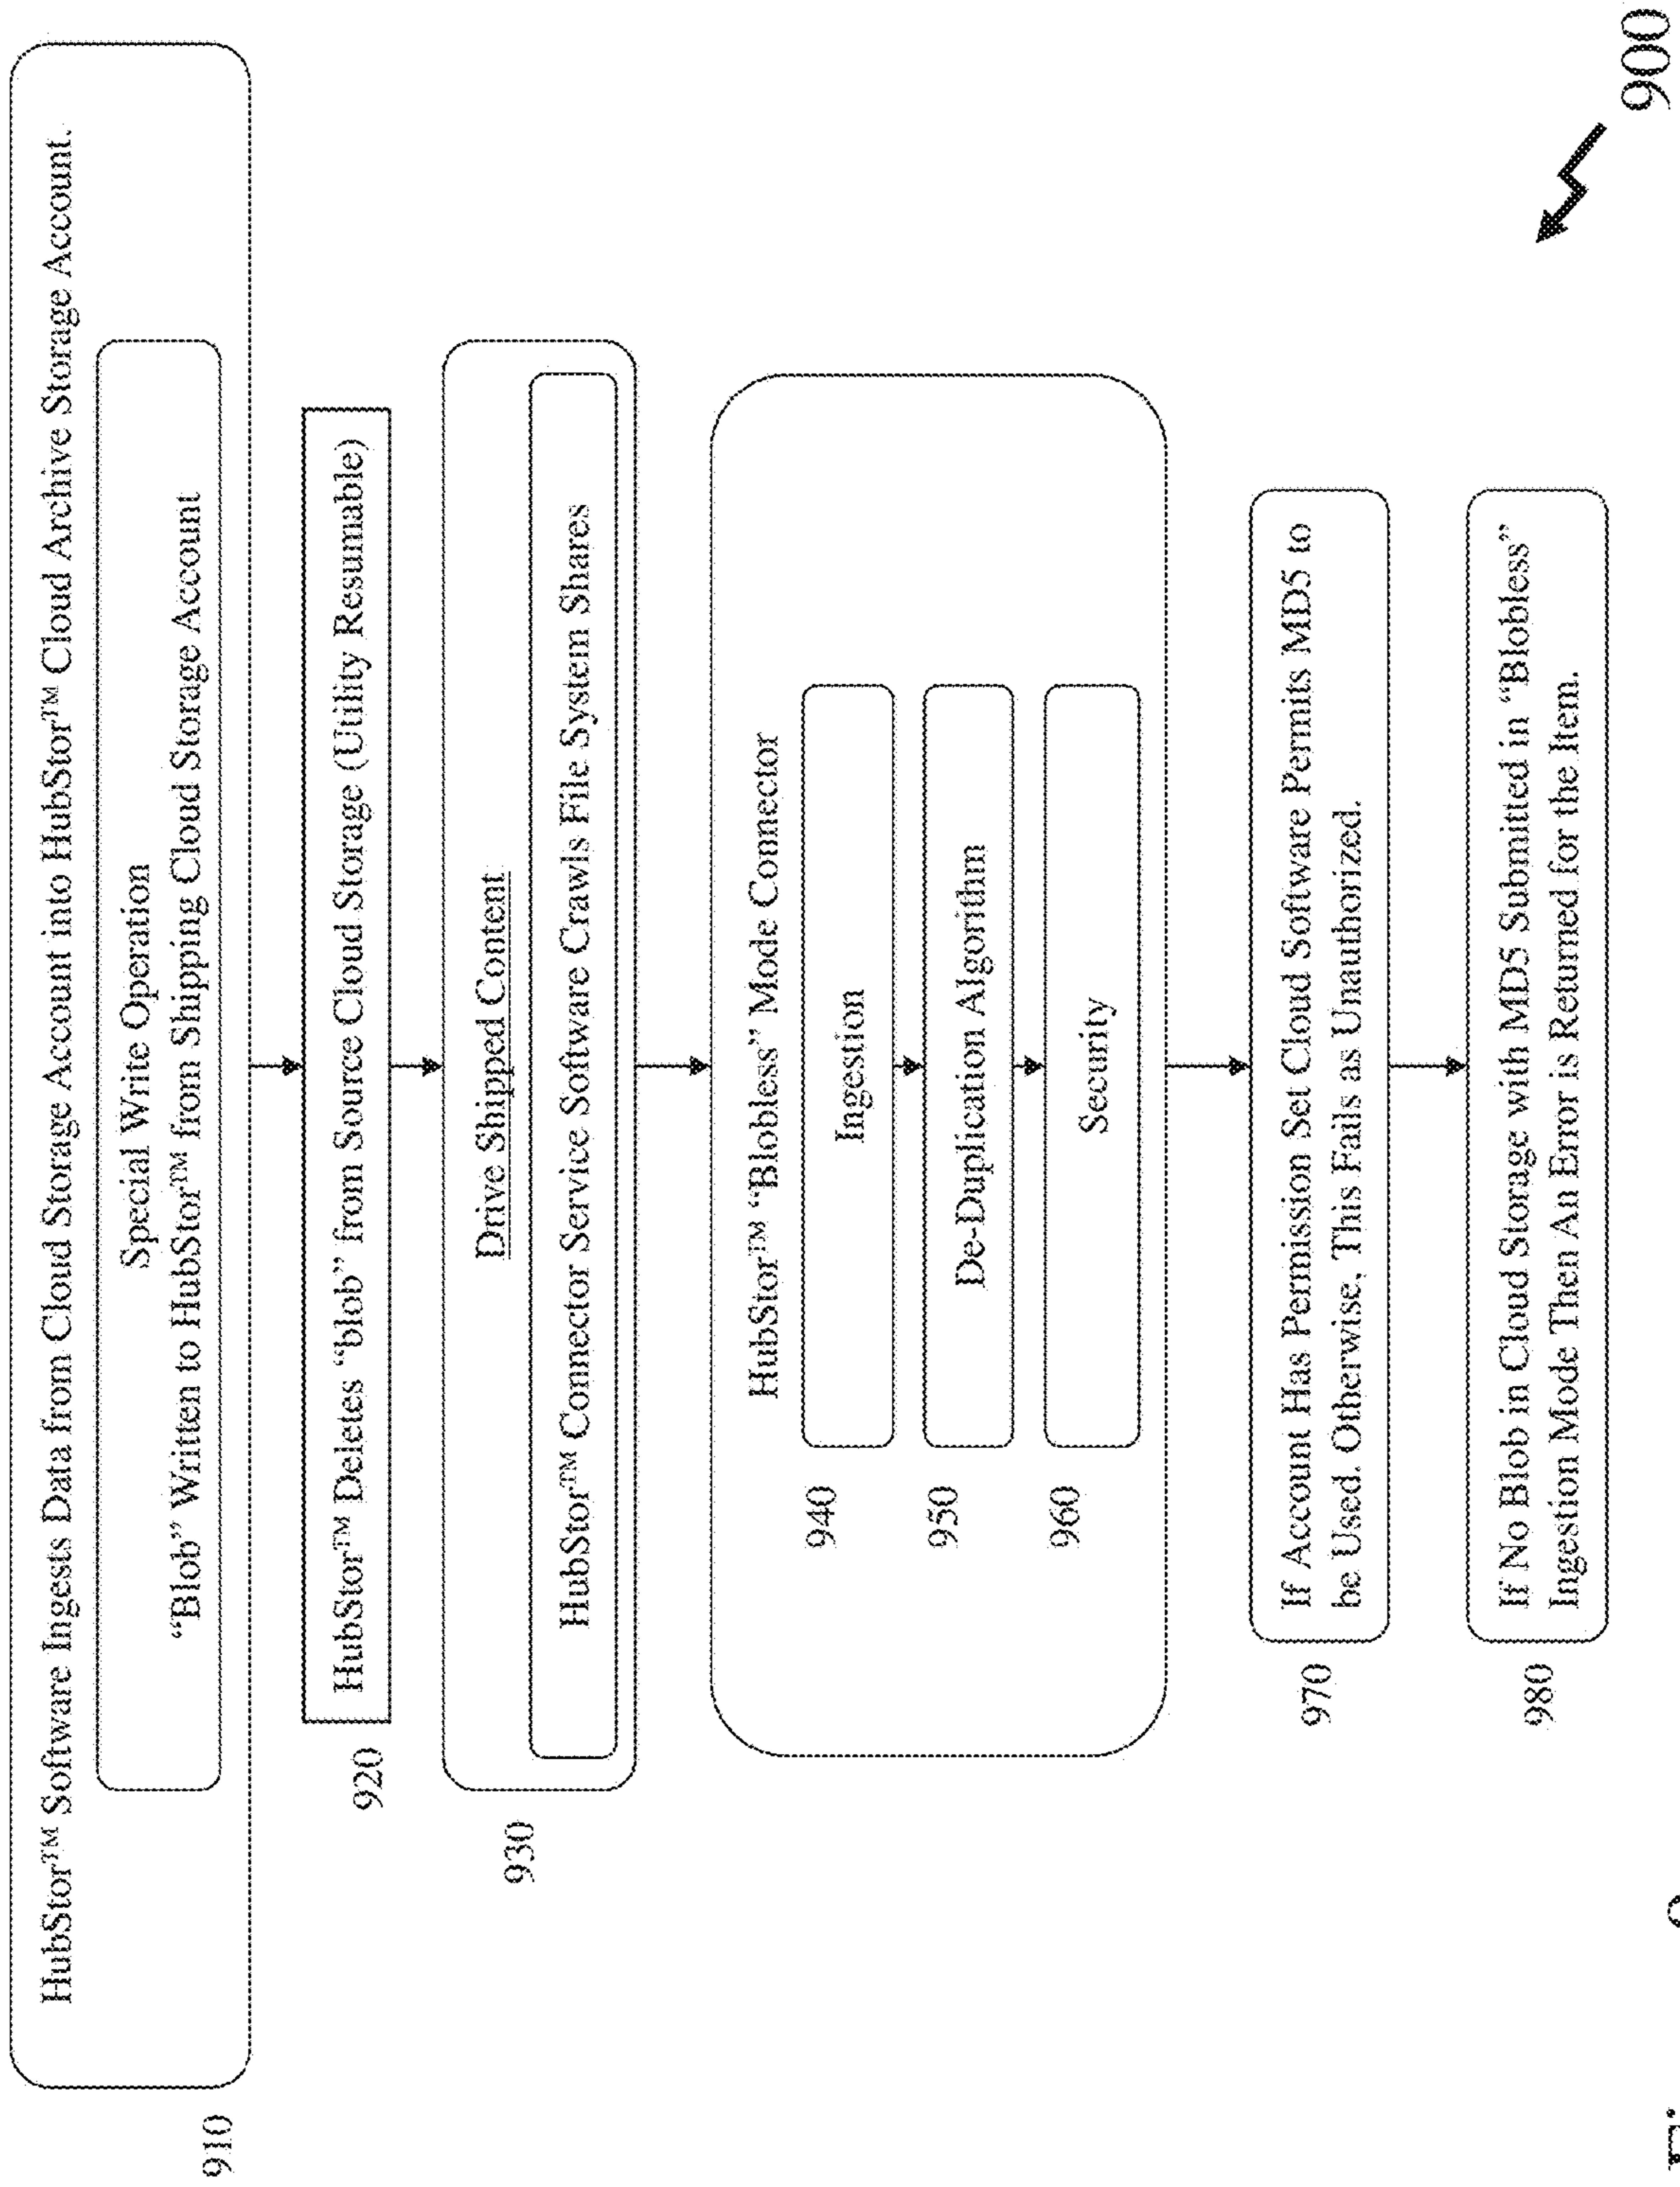 HubStor™ Software Ingests Data from Cloud Storage Account into HubStor™ Cloud Archive Storage Account.
Special Write Operation
“Blob” Written to HubStor™ from Shipping Cloud Storage Account
910
HubStor™ Deletes “blob” from Source Cloud Storage (Utility Resumable)
920
Drive Shipped Content
HubStor™ Connector Service Software Crawls File System Shares
930
HubStor™ “Blobless” Mode Connector
940
Ingestion
950
De-Duplication Algorithm
960
Security
If Account Has Permission Set Cloud Software Permits MD5 to
be Used. Otherwise, This Fails as Unauthorized.
970
If No Blob in Cloud Storage with MD5 Submitted in “Blobless”
Ingestion Mode Then An Error is Returned for the Item.
980
900